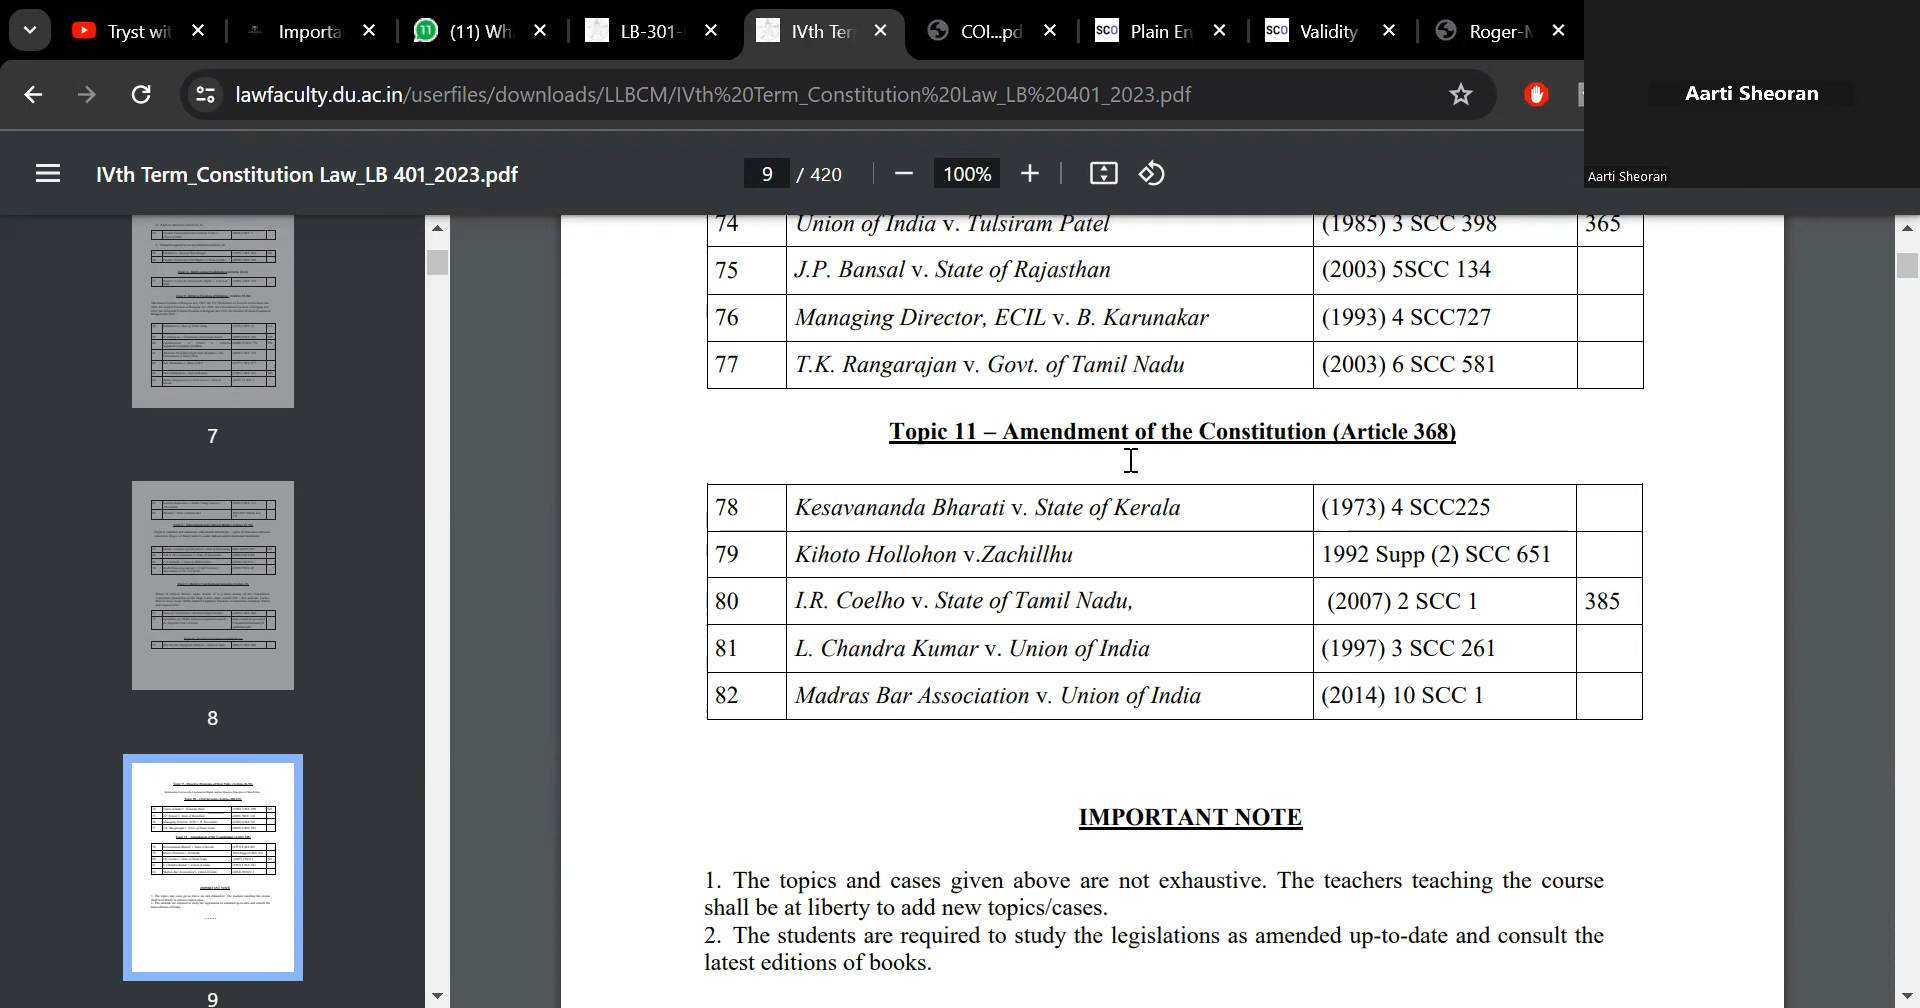 Tryst wit
Importa
(11) Wh
LB-301-
IVth Ter
COI...pd
SCO Plain En
SCO Validity
Roger-M
lawfaculty.du.ac.in/userfiles/downloads/LLBCM/IVth%20Term_Constitution%20Law_LB%20401_2023.pdf
Aarti Sheoran
Aarti Sheoran
IVth Term_Constitution Law_LB 401_2023.pdf
9 / 420
100%
7
8
9
74 Union of India v. Tulsiram Patel (1985) 3 SCC 398 365
75 J.P. Bansal v. State of Rajasthan (2003) 5SCC 134
76 Managing Director, ECIL v. B. Karunakar (1993) 4 SCC727
77 T.K. Rangarajan v. Govt. of Tamil Nadu (2003) 6 SCC 581
Topic 11 – Amendment of the Constitution (Article 368)
78 Kesavananda Bharati v. State of Kerala (1973) 4 SCC225
79 Kihoto Hollohon v.Zachillhu 1992 Supp (2) SCC 651
80 I.R. Coelho v. State of Tamil Nadu, (2007) 2 SCC 1 385
81 L. Chandra Kumar v. Union of India (1997) 3 SCC 261
82 Madras Bar Association v. Union of India (2014) 10 SCC 1
IMPORTANT NOTE
1. The topics and cases given above are not exhaustive. The teachers teaching the course
shall be at liberty to add new topics/cases.
2. The students are required to study the legislations as amended up-to-date and consult the
latest editions of books.